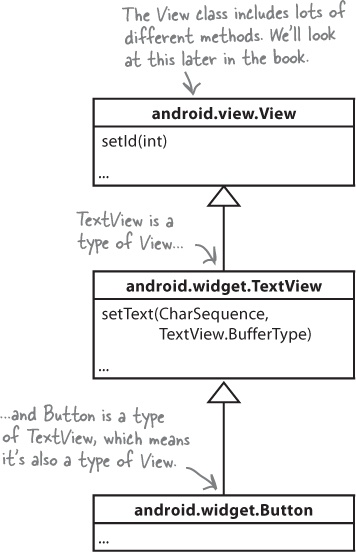 The View class includes lots of
different methods. We'll look
at this later in the book.
android.view.View
setId(int)
...
TextView is a
type of View...
android.widget.TextView
setText(CharSequence,
TextView.BufferType)
...
...and Button is a type
of TextView, which means
it's also a type of View.
android.widget.Button
...